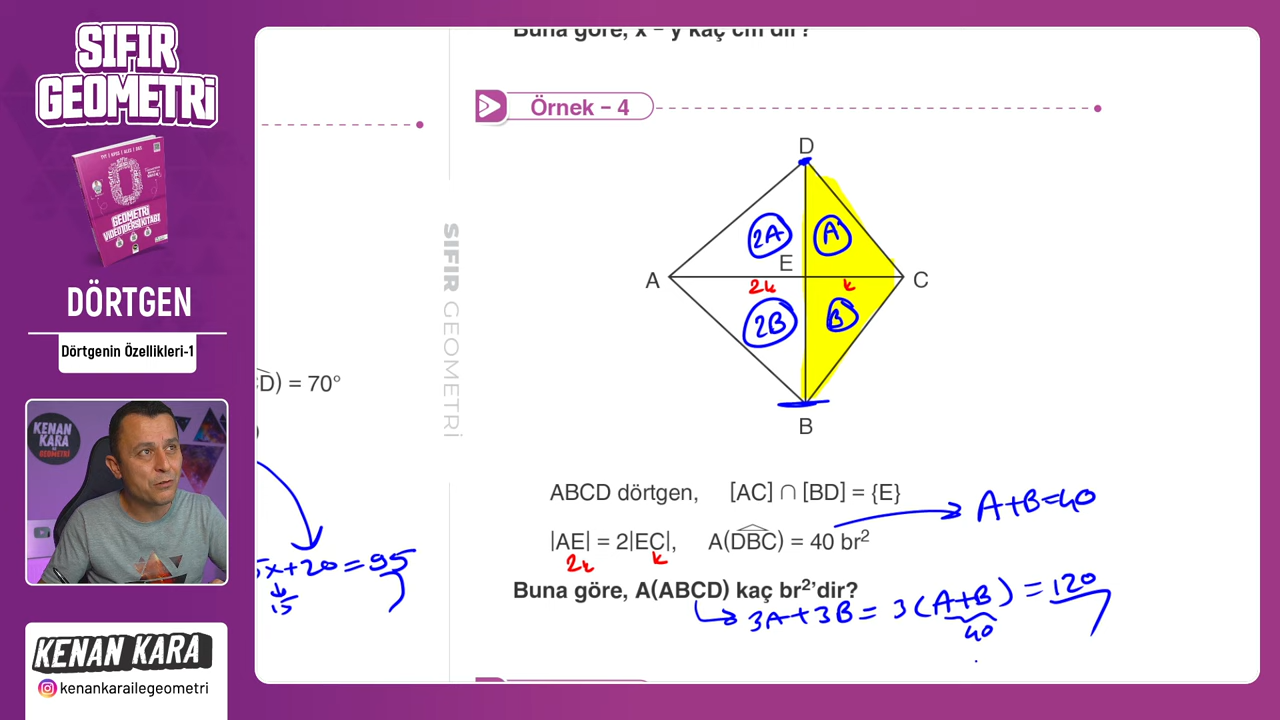 SIFIR
GEOMETRİ
GEOMETRİ
VİDEO DERS KİTABI
DÖRTGEN
Dörtgenin Özellikleri-1
KENAN
KARA
GEOMETRİ
KENAN KARA
kenankarailegeometri
CD) = 70°
5x+20=95
15
SIFIR GEOMETRİ
Buna göre, x – y kaç cm'dir?
Örnek – 4
D
2A
A
E
A
2k
k
C
2B
B
B
ABCD dörtgen, [AC] ∩ [BD] = {E}
A+B=40
|AE| = 2|EC|, A(DBC) = 40 br²
2k
k
Buna göre, A(ABCD) kaç br²'dir?
3A+3B= 3(A+B) = 120
40